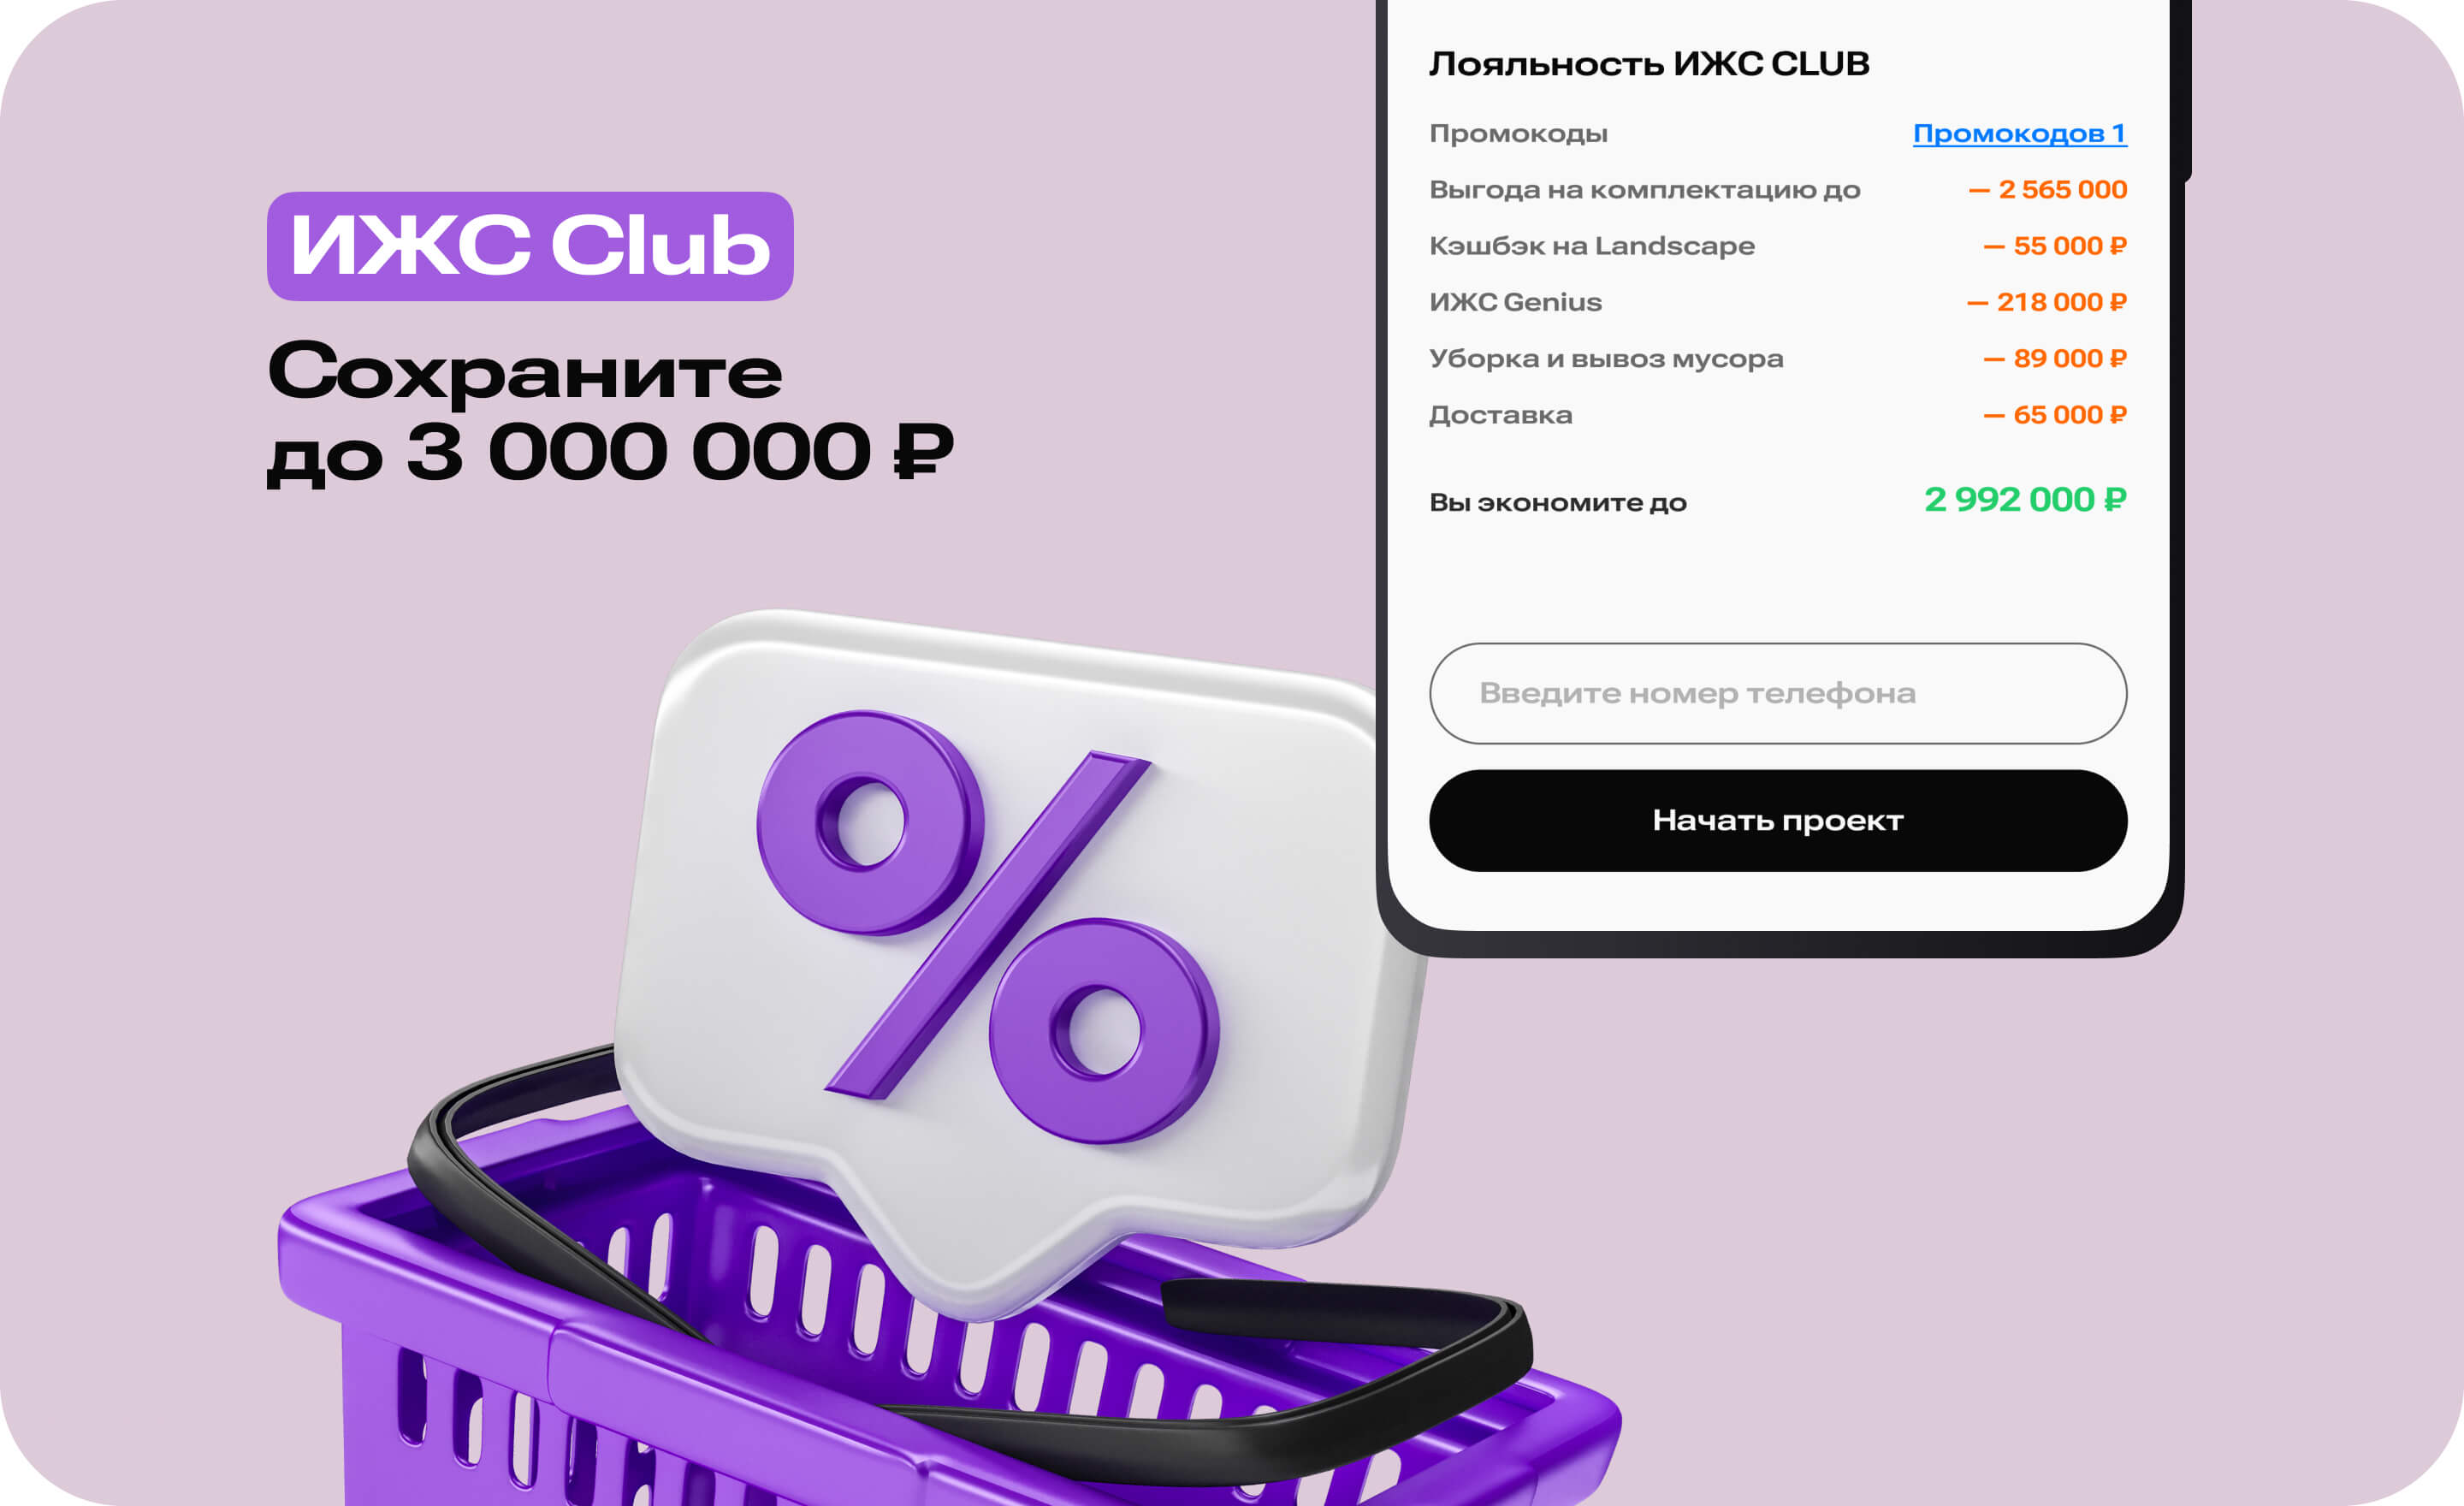 ИЖС Club
Сохраните
до 3 000 000 ₽
Лояльность ИЖС CLUB
Промокоды Промокодов 1
Выгода на комплектацию до — 2 565 000
Кэшбэк на Landscape — 55 000 ₽
ИЖС Genius — 218 000 ₽
Уборка и вывоз мусора — 89 000 ₽
Доставка — 65 000 ₽
Вы экономите до 2 992 000 ₽
Введите номер телефона
Начать проект
%